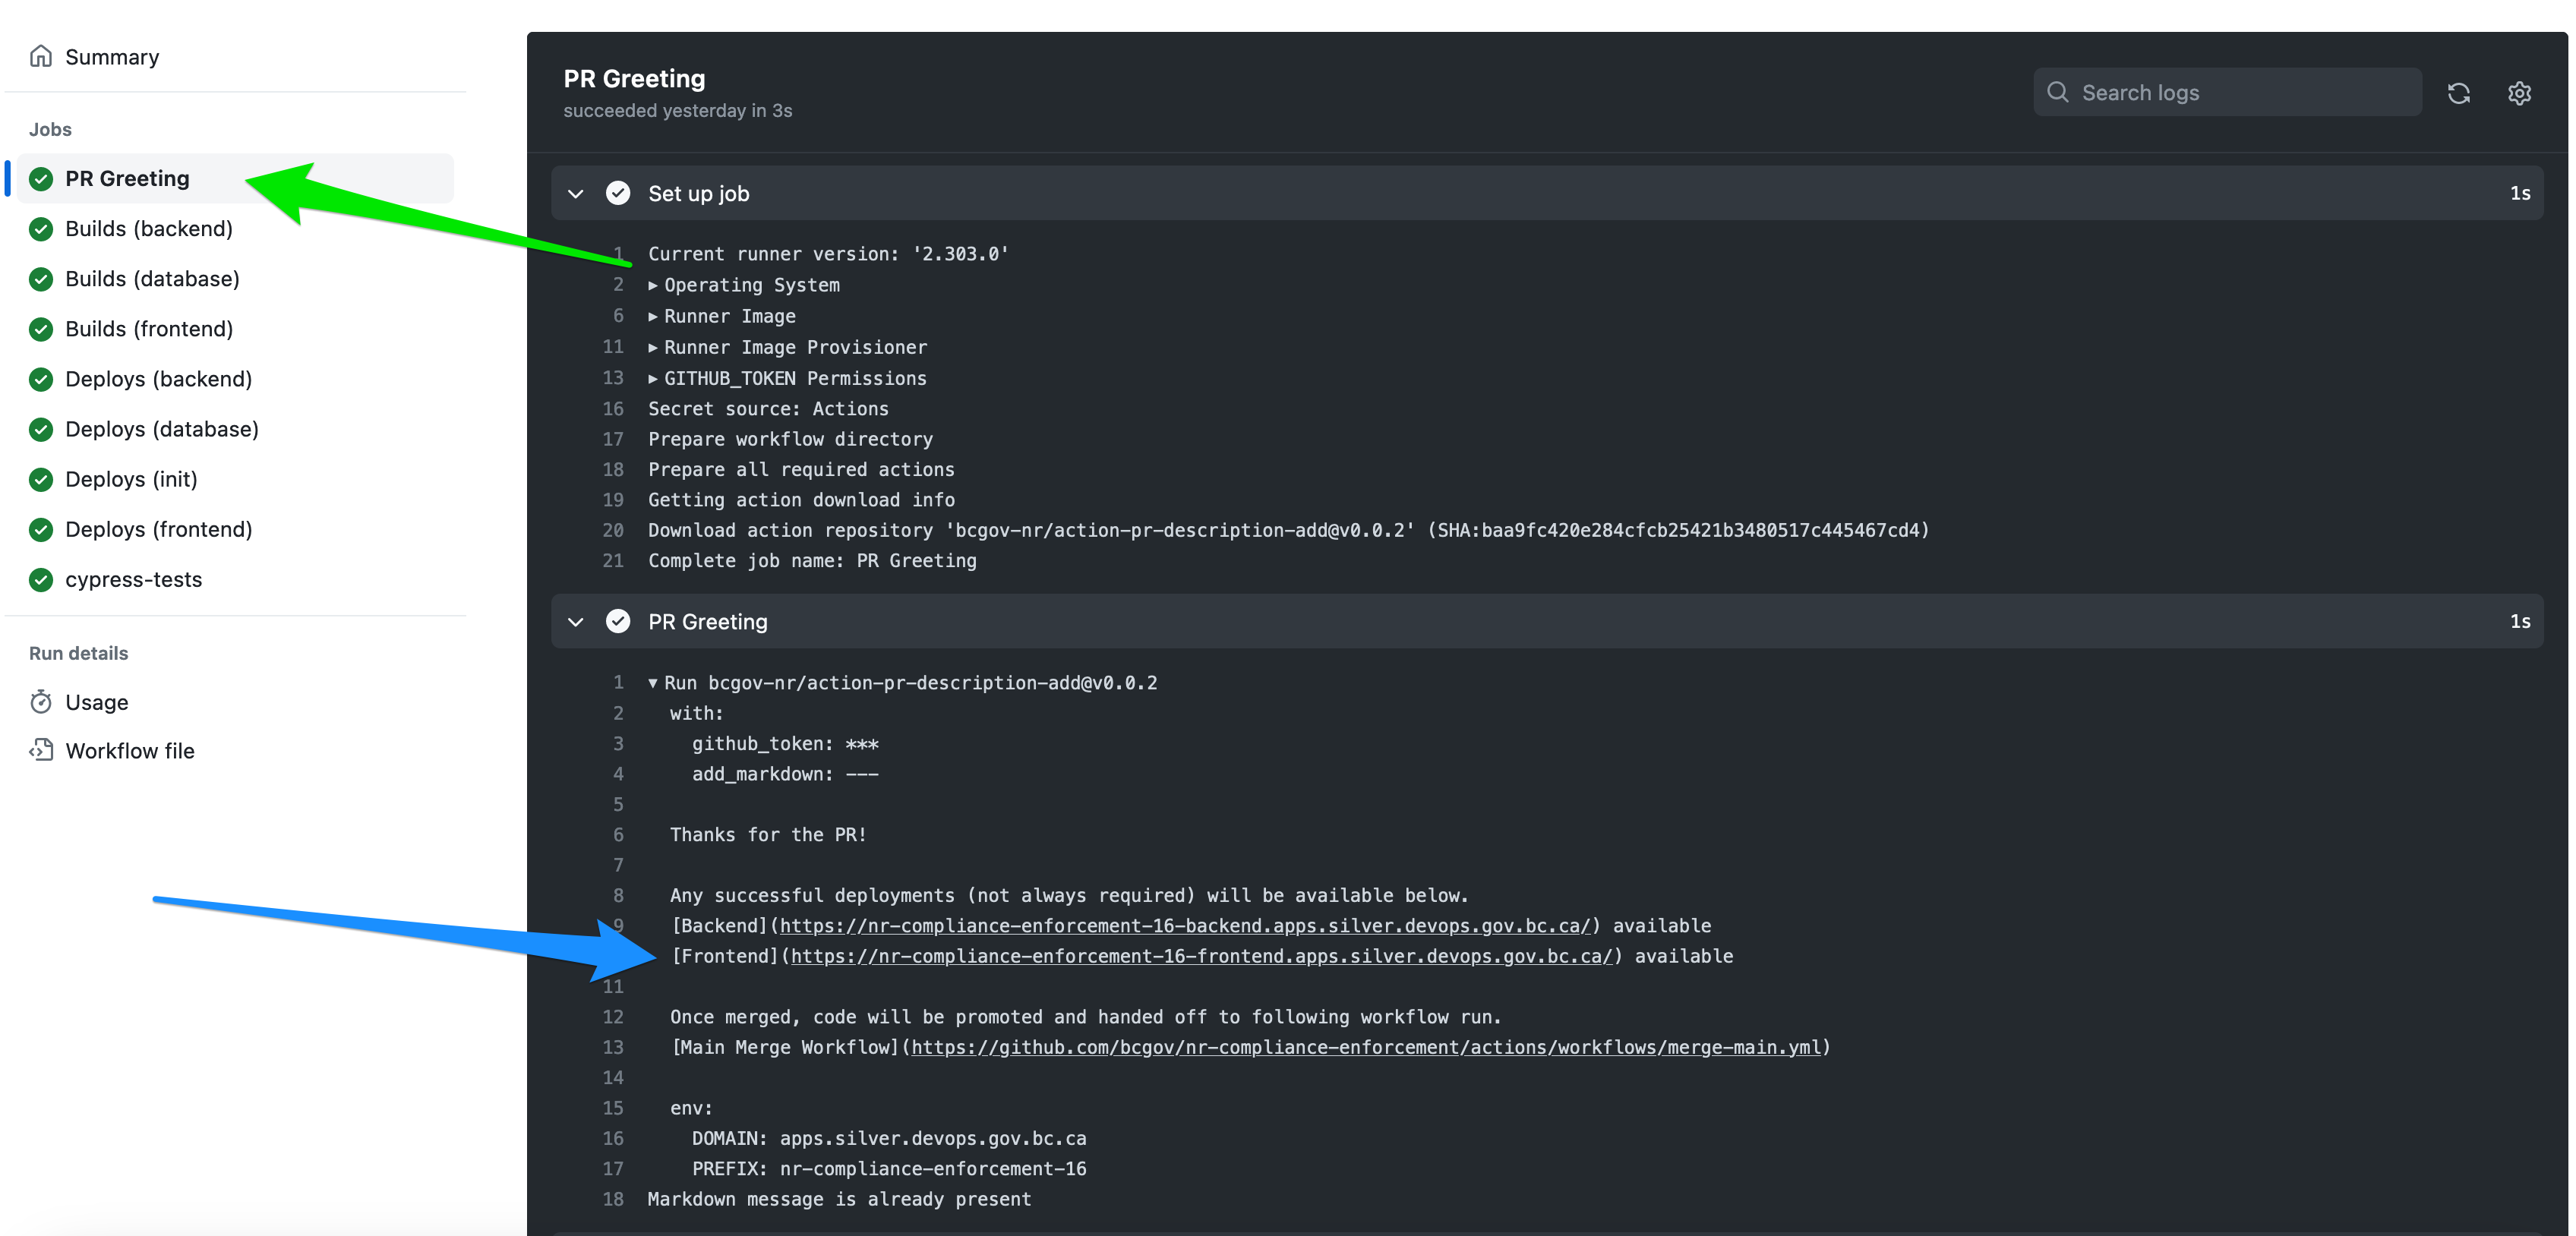 Summary
Jobs
PR Greeting
Builds (backend)
Builds (database)
Builds (frontend)
Deploys (backend)
Deploys (database)
Deploys (init)
Deploys (frontend)
cypress-tests
Run details
Usage
Workflow file
PR Greeting
succeeded yesterday in 3s
Search logs
Set up job 1s
1 Current runner version: '2.303.0'
2 ▶ Operating System
6 ▶ Runner Image
11 ▶ Runner Image Provisioner
13 ▶ GITHUB_TOKEN Permissions
16 Secret source: Actions
17 Prepare workflow directory
18 Prepare all required actions
19 Getting action download info
20 Download action repository 'bcgov-nr/action-pr-description-add@v0.0.2' (SHA:baa9fc420e284cfcb25421b3480517c445467cd4)
21 Complete job name: PR Greeting
PR Greeting 1s
1 ▼ Run bcgov-nr/action-pr-description-add@v0.0.2
2 with:
3 github_token: ***
4 add_markdown: ---
5
6 Thanks for the PR!
7
8 Any successful deployments (not always required) will be available below.
9 [Backend](https://nr-compliance-enforcement-16-backend.apps.silver.devops.gov.bc.ca/) available
[Frontend](https://nr-compliance-enforcement-16-frontend.apps.silver.devops.gov.bc.ca/) available
11
12 Once merged, code will be promoted and handed off to following workflow run.
13 [Main Merge Workflow](https://github.com/bcgov/nr-compliance-enforcement/actions/workflows/merge-main.yml)
14
15 env:
16 DOMAIN: apps.silver.devops.gov.bc.ca
17 PREFIX: nr-compliance-enforcement-16
18 Markdown message is already present